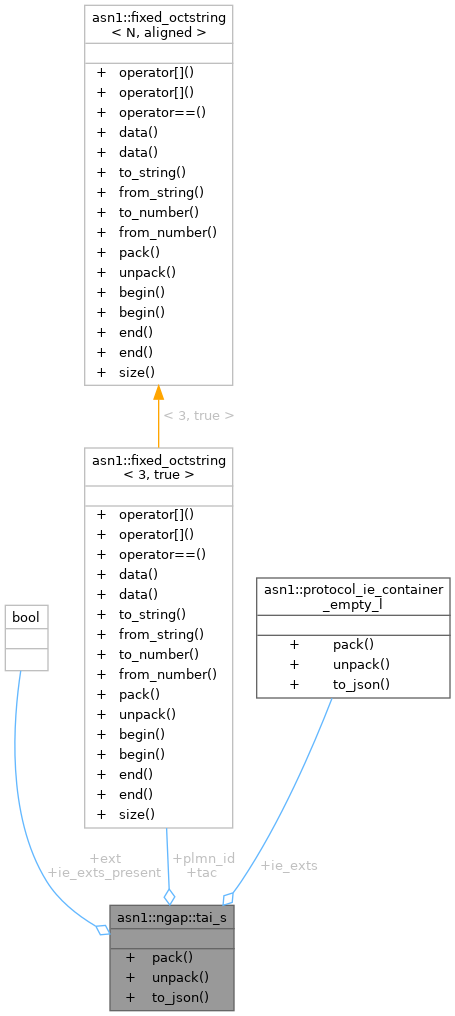 asn1::fixed_octstring
< N, aligned >
+ operator[]()
+ operator[]()
+ operator==()
+ data()
+ data()
+ to_string()
+ from_string()
+ to_number()
+ from_number()
+ pack()
+ unpack()
+ begin()
+ begin()
+ end()
+ end()
+ size()
< 3, true >
asn1::fixed_octstring
< 3, true >
+ operator[]()
+ operator[]()
+ operator==()
+ data()
+ data()
+ to_string()
+ from_string()
+ to_number()
+ from_number()
+ pack()
+ unpack()
+ begin()
+ begin()
+ end()
+ end()
+ size()
asn1::protocol_ie_container
_empty_l
+ pack()
+ unpack()
+ to_json()
bool
+ext
+ie_exts_present
+plmn_id
+tac
+ie_exts
asn1::ngap::tai_s
+ pack()
+ unpack()
+ to_json()